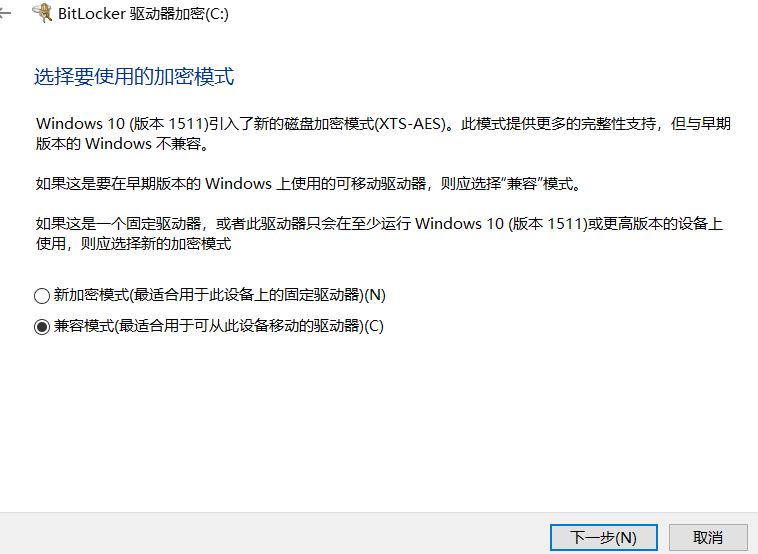 BitLocker 驱动器加密(C:)
选择要使用的加密模式
Windows 10 (版本 1511)引入了新的磁盘加密模式(XTS-AES)。此模式提供更多的完整性支持，但与早期
版本的 Windows 不兼容。
如果这是要在早期版本的 Windows 上使用的可移动驱动器，则应选择“兼容”模式。
如果这是一个固定驱动器，或者此驱动器只会在至少运行 Windows 10 (版本 1511)或更高版本的设备上
使用，则应选择新的加密模式
新加密模式(最适合用于此设备上的固定驱动器)(N)
兼容模式(最适合用于可从此设备移动的驱动器)(C)
下一步(N)
取消